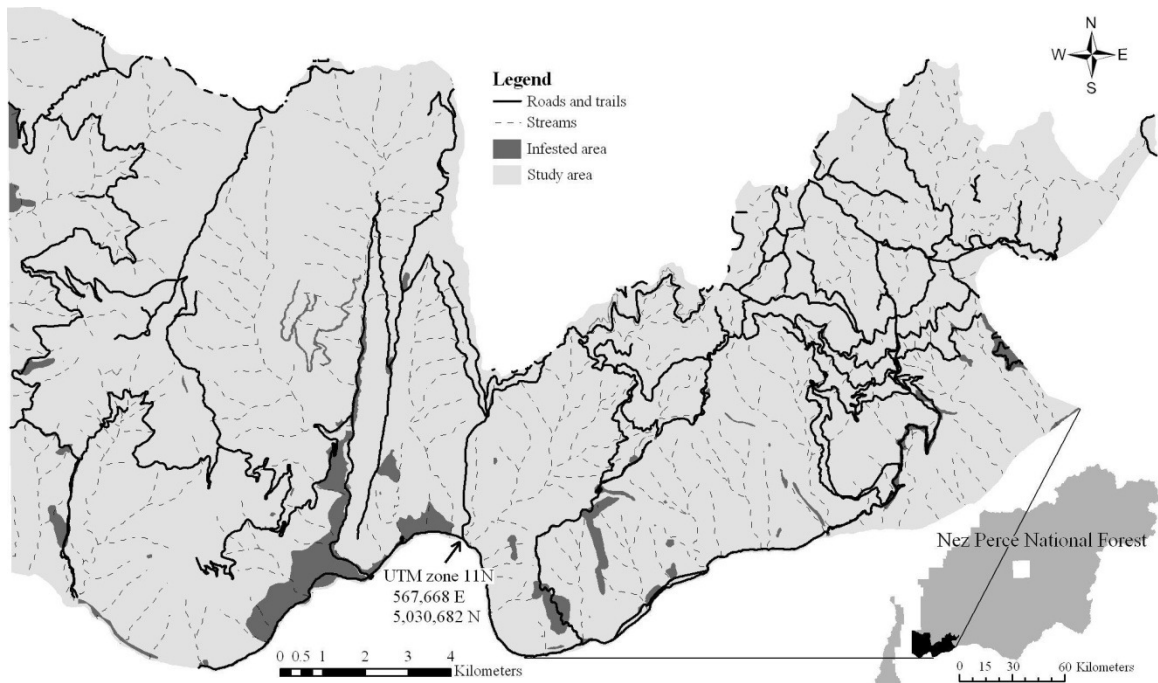 N
W E
S
Legend
Roads and trails
Streams
Infested area
Study area
Nez Perce National Forest
UTM zone 11N
567,668 E
5,030,682 N
0 0.5 1 2 3 4
Kilometers
0 15 30 60 Kilometers